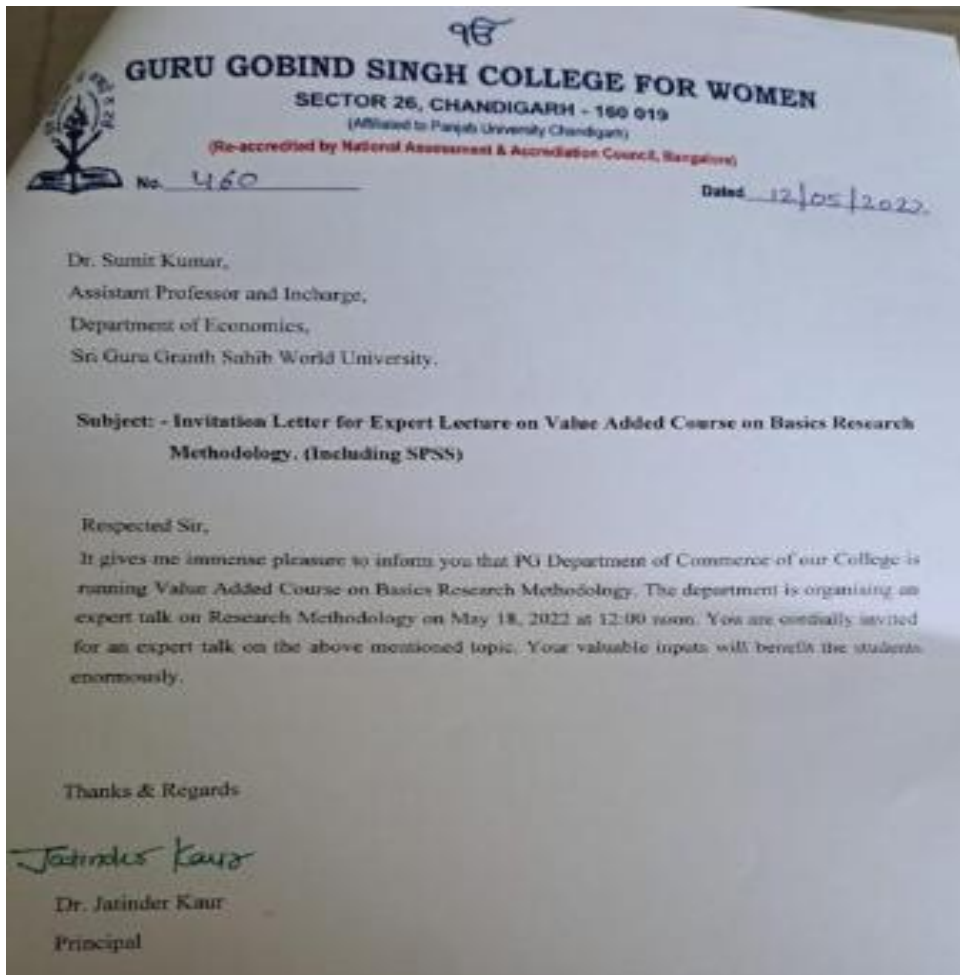 ੴ
GURU GOBIND SINGH COLLEGE FOR WOMEN
SECTOR 26, CHANDIGARH - 160 019
(Affiliated to Panjab University Chandigarh)
(Re-accredited by National Assessment & Accreditation Council, Bangalore)
No. 460
Dated 12/05/2022.
Dr. Sumit Kumar,
Assistant Professor and Incharge,
Department of Economics,
Sri Guru Granth Sahib World University.
Subject: - Invitation Letter for Expert Lecture on Value Added Course on Basics Research
Methodology. (Including SPSS)
Respected Sir,
It gives me immense pleasure to inform you that PG Department of Commerce of our College is
running Value Added Course on Basics Research Methodology. The department is organising an
expert talk on Research Methodology on May 18, 2022 at 12:00 noon. You are cordially invited
for an expert talk on the above mentioned topic. Your valuable inputs will benefit the students
enormously.
Thanks & Regards
Jatinder Kaur
Dr. Jatinder Kaur
Principal